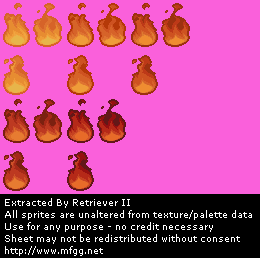 Extracted By Retriever II
All sprites are unaltered from texture/palette data
Use for any purpose - no credit necessary
Sheet may not be redistributed without consent
http://www.mfgg.net